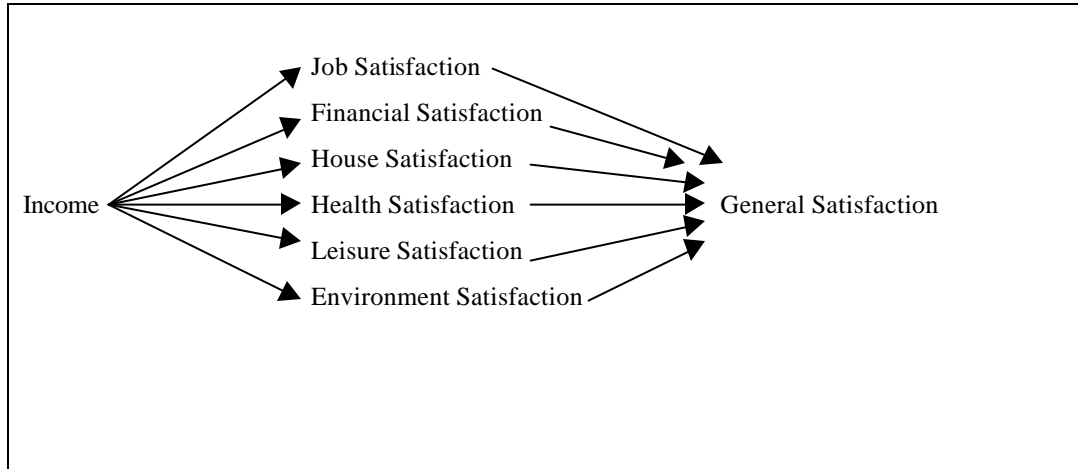 Job Satisfaction
Financial Satisfaction
House Satisfaction
Income
Health Satisfaction
General Satisfaction
Leisure Satisfaction
Environment Satisfaction